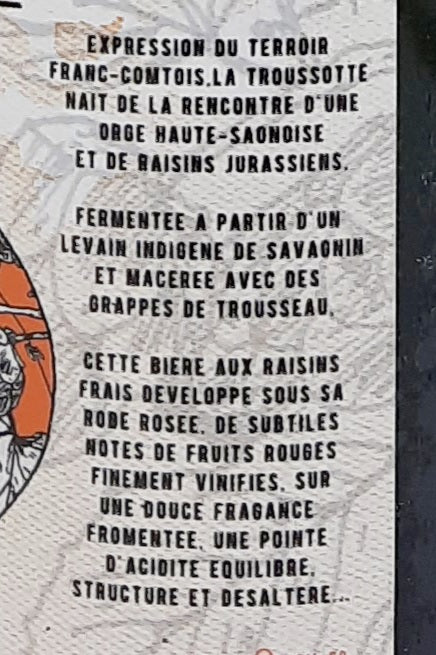 EXPRESSION DU TERROIR
FRANC-COMTOIS.LA TROUSSOTTE
NAIT DE LA RENCONTRE D'UNE
ORGE HAUTE-SAONOISE
ET DE RAISINS JURASSIENS.
FERMENTEE A PARTIR D'UN
LEVAIN INDIGENE DE SAVAGNIN
ET MACEREE AVEC DES
GRAPPES DE TROUSSEAU,
CETTE BIERE AUX RAISINS
FRAIS DEVELOPPE SOUS SA
ROBE ROSEE, DE SUBTILES
NOTES DE FRUITS ROUGES
FINEMENT VINIFIES, SUR
UNE DOUCE FRAGANCE
FROMENTEE. UNE POINTE
D'ACIDITE EQUILIBRE,
STRUCTURE ET DESALTERE...